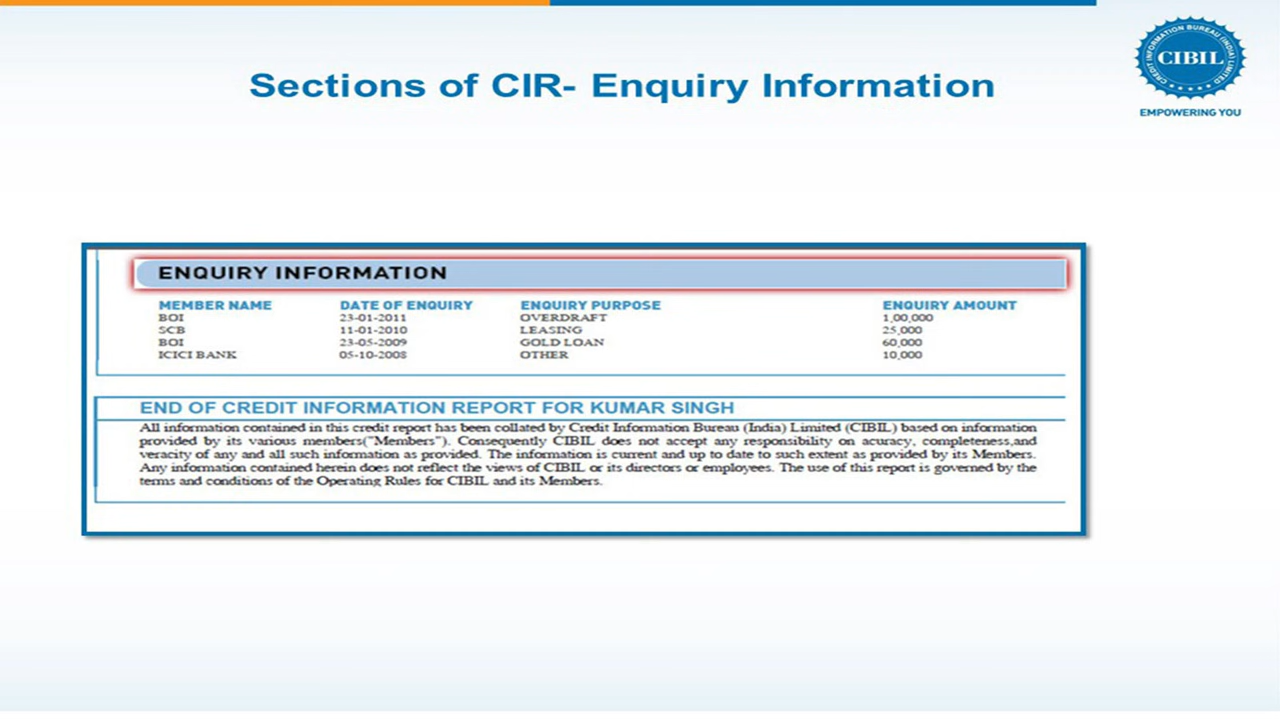 Sections of CIR- Enquiry Information
CREDIT INFORMATION BUREAU (INDIA) LIMITED
CIBIL
EMPOWERING YOU
ENQUIRY INFORMATION
MEMBER NAME DATE OF ENQUIRY ENQUIRY PURPOSE ENQUIRY AMOUNT
BOI 23-01-2011 OVERDRAFT 1,00,000
SCB 11-01-2010 LEASING 25,000
BOI 23-05-2009 GOLD LOAN 60,000
ICICI BANK 05-10-2008 OTHER 10,000
END OF CREDIT INFORMATION REPORT FOR KUMAR SINGH
All information contained in this credit report has been collated by Credit Information Bureau (India) Limited (CIBIL) based on information
provided by its various members("Members"). Consequently CIBIL does not accept any responsibility on acuracy, completeness,and
veracity of any and all such information as provided. The information is current and up to date to such extent as provided by its Members.
Any information contained herein does not reflect the views of CIBIL or its directors or employees. The use of this report is governed by the
terms and conditions of the Operating Rules for CIBIL and its Members.